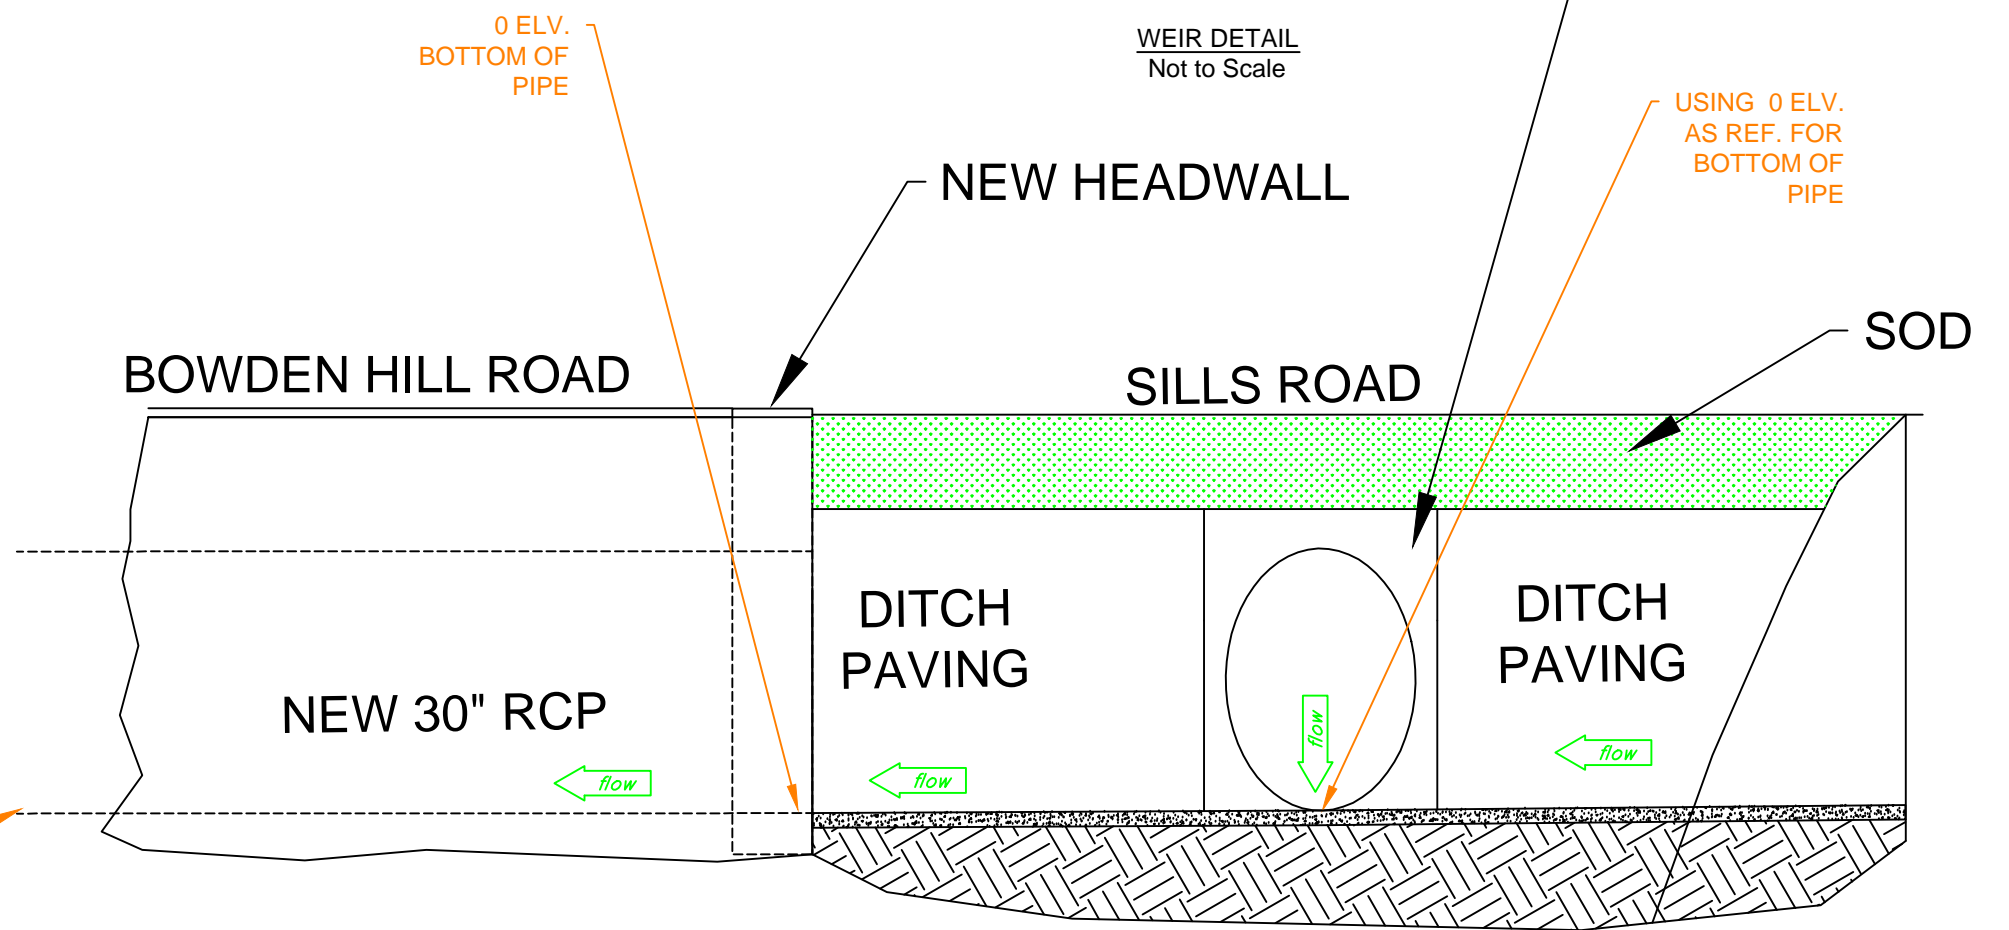 0 ELV.
BOTTOM OF
PIPE
WEIR DETAIL
Not to Scale
USING 0 ELV.
AS REF. FOR
BOTTOM OF
PIPE
NEW HEADWALL
SOD
BOWDEN HILL ROAD
SILLS ROAD
DITCH
PAVING
DITCH
PAVING
NEW 30" RCP
flow
flow
flow
flow